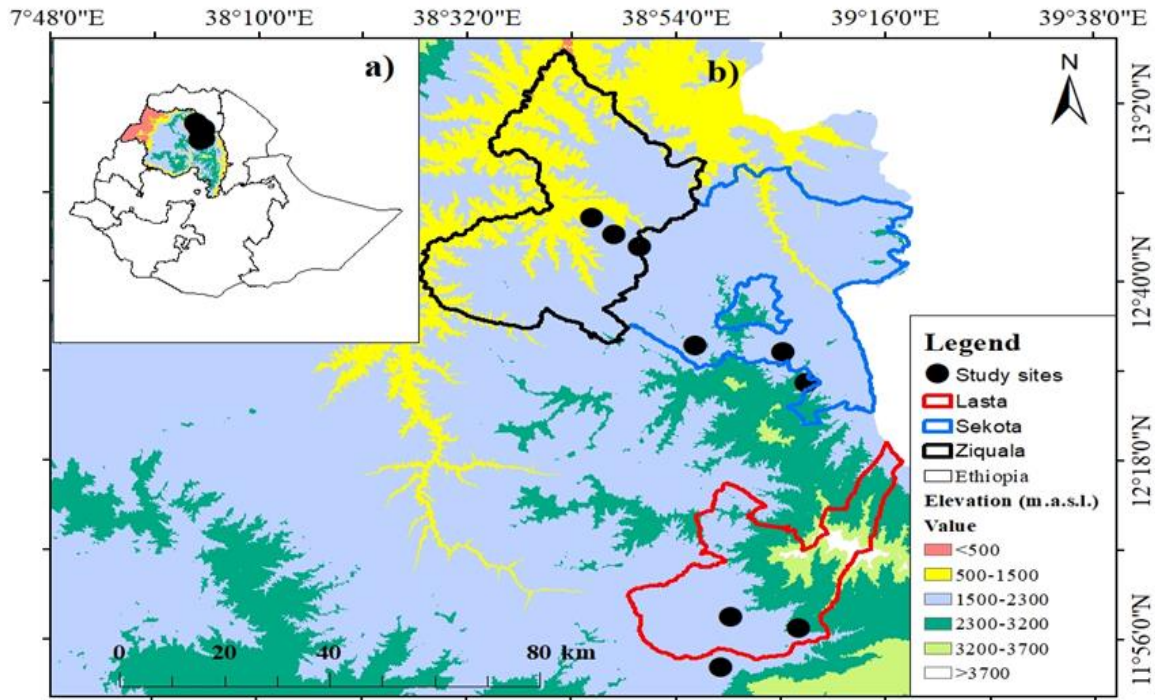 7°48'0"E 38°10'0"E 38°32'0"E 38°54'0"E 39°16'0"E 39°38'0"E
a)
b)
N
13°2'0"N
12°40'0"N
12°18'0"N
11°56'0"N
Legend
Study sites
Lasta
Sekota
Ziquala
Ethiopia
Elevation (m.a.s.l.)
Value
<500
500-1500
1500-2300
2300-3200
3200-3700
>3700
0 20 40 80 km